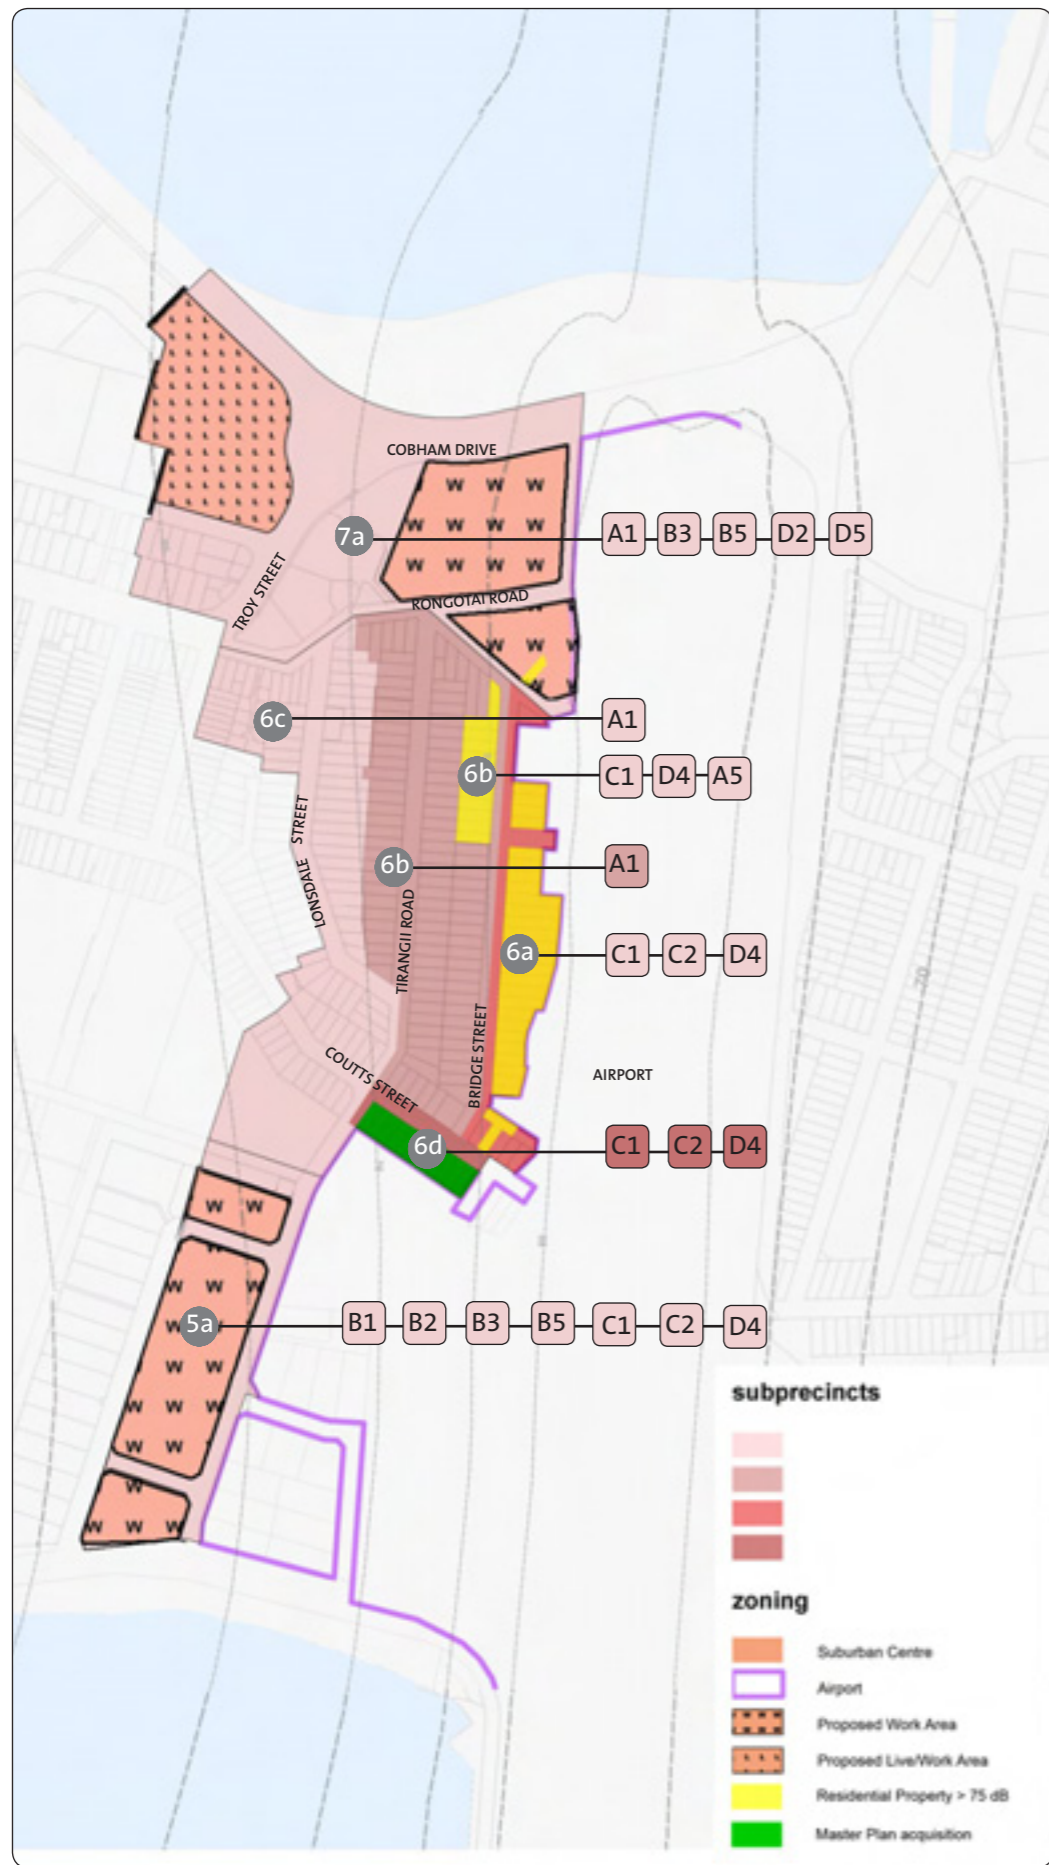 COBHAM DRIVE
7a A1 B3 B5 D2 D5
TROY STREET
RONGOTAI ROAD
6c A1
6b C1 D4 A5
LONSDALE STREET
6b A1
TIRANGII ROAD
6a C1 C2 D4
BRIDGE STREET
COUTTS STREET
AIRPORT
6d C1 C2 D4
5a B1 B2 B3 B5 C1 C2 D4
70
W W W
W W W W
W W W W
W W W
W
W W
W W W
W W
W W
W W W
W W
W
W W W
subprecincts
zoning
Suburban Centre
Airport
Proposed Work Area
Proposed Live/Work Area
Residential Property > 75 dB
Master Plan acquisition